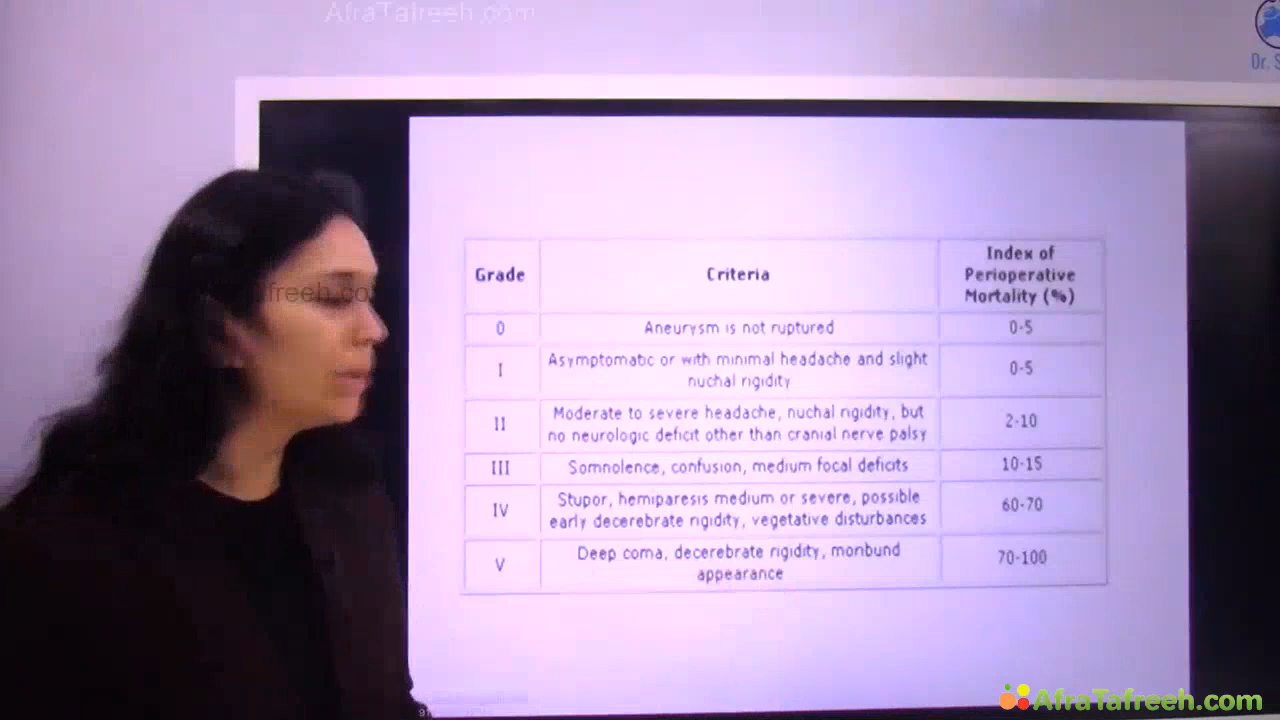 AfraTafreeh.com
Dr. S
Grade
Criteria
Index of
Perioperative
Mortality (%)
0
Aneurysm is not ruptured
0-5
I
Asymptomatic or with minimal headache and slight
nuchal rigidity
0-5
II
Moderate to severe headache, nuchal rigidity, but
no neurologic deficit other than cranial nerve palsy
2-10
III
Somnolence, confusion, medium focal deficits
10-15
IV
Stupor, hemiparesis medium or severe, possible
early decerebrate rigidity, vegetative disturbances
60-70
V
Deep coma, decerebrate rigidity, moribund
appearance
70-100
afreeh.co
AfraTafreeh.com